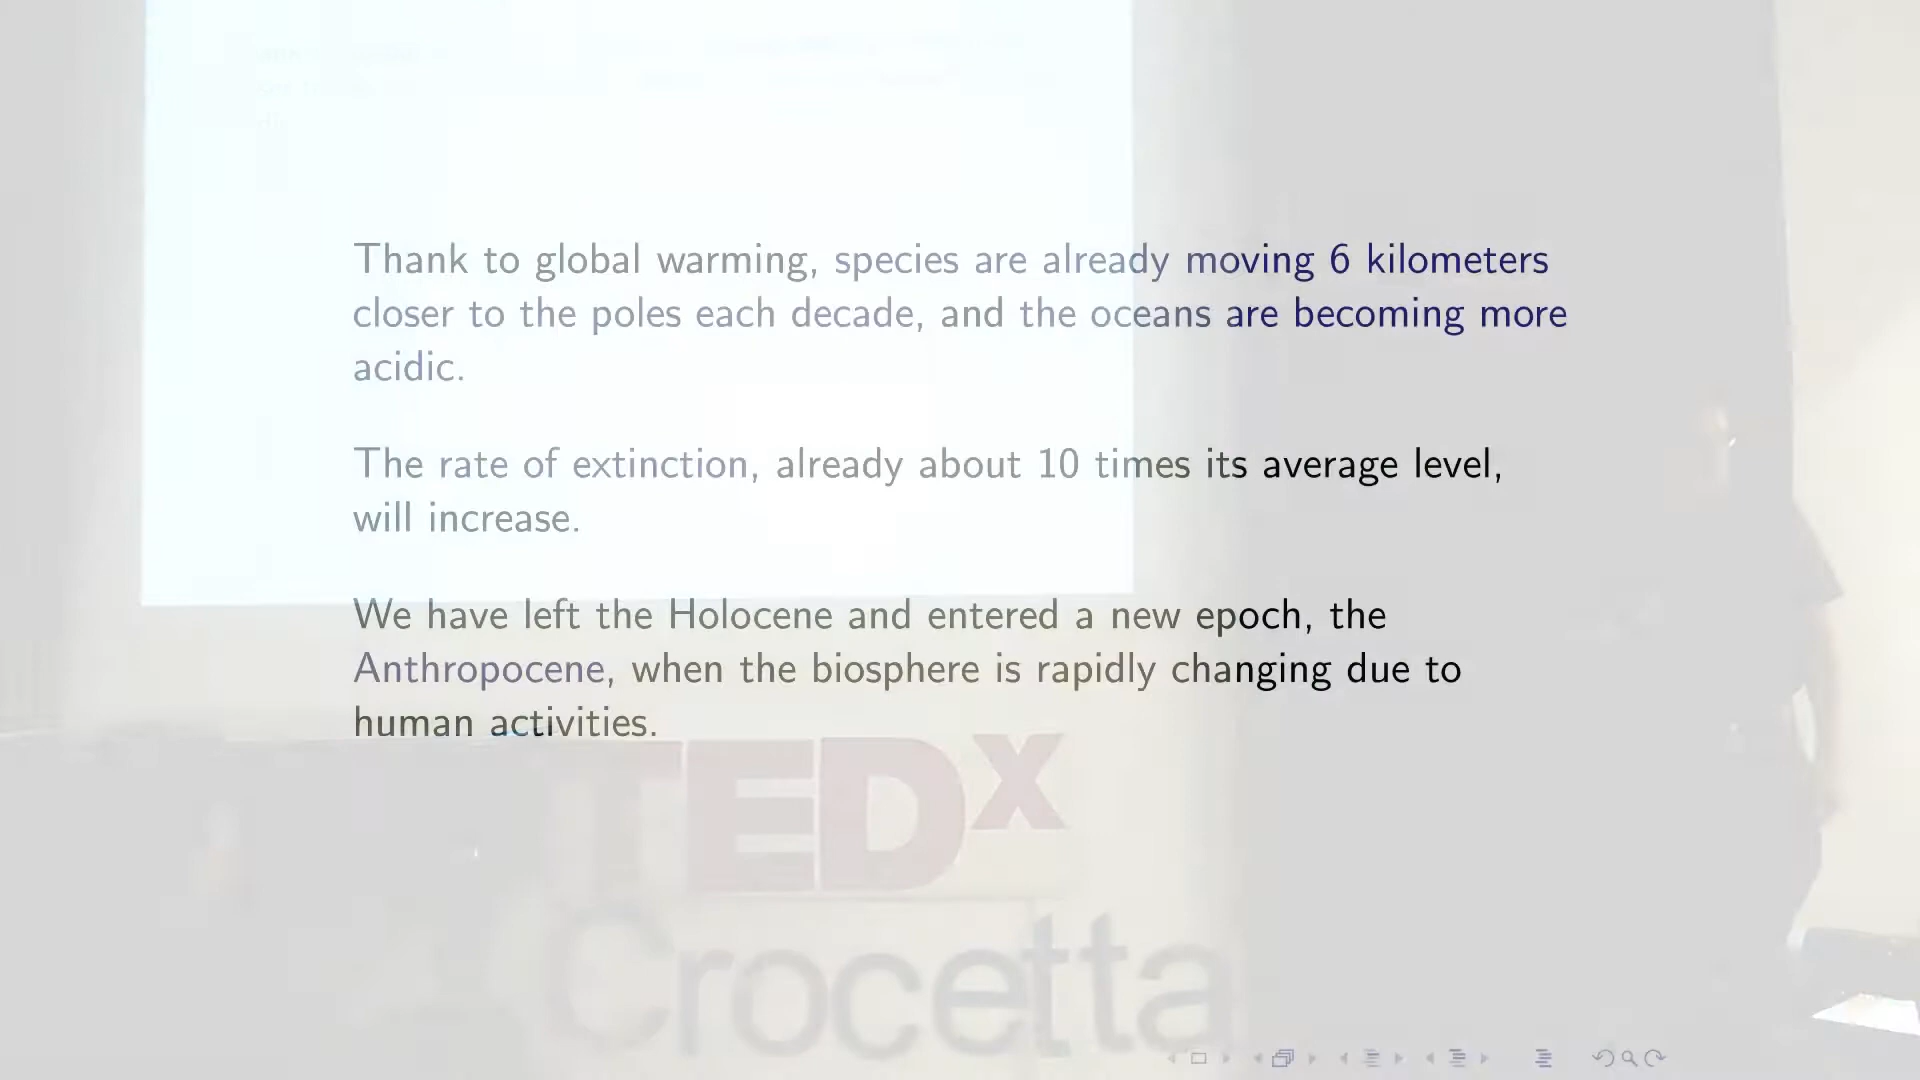 Thank to global warming, species are already moving 6 kilometers
closer to the poles each decade, and the oceans are becoming more
acidic.
The rate of extinction, already about 10 times its average level,
will increase.
We have left the Holocene and entered a new epoch, the
Anthropocene, when the biosphere is rapidly changing due to
human activities.
TEDx
Crocetta